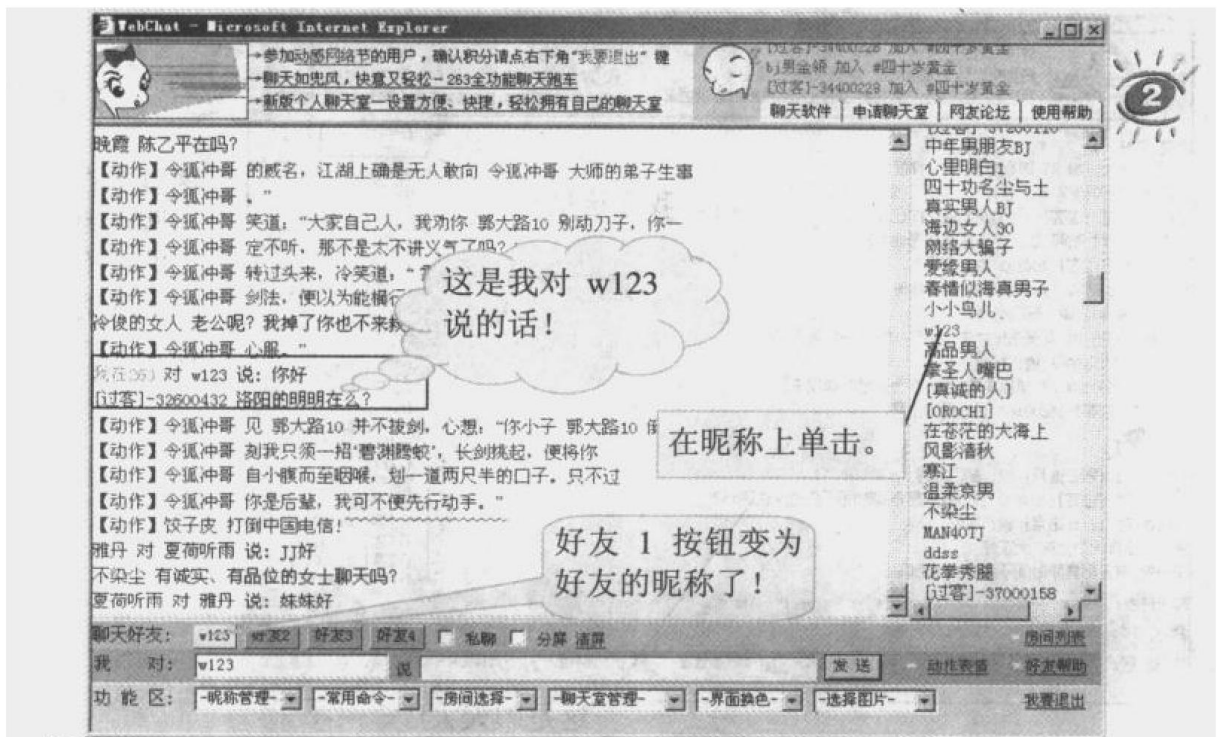 WebChat - Microsoft Internet Explorer
→参加动感网络节的用户，确认积分请点右下角“我要退出”键
→聊天如兜风，快意又轻松－263全功能聊天跑车
→新版个人聊天室－设置方便、快捷，轻松拥有自己的聊天室
[过客]-34400228 加入 #四十岁黄金
bj男金领 加入 #四十岁黄金
[过客]-34400228 加入 #四十岁黄金
聊天软件 申请聊天室 网友论坛 使用帮助
2
晚霞 陈乙平在吗?
【动作】令狐冲哥 的威名，江湖上确是无人敢向 令狐冲哥 大师的弟子生事
【动作】令狐冲哥 。”
【动作】令狐冲哥 笑道：“大家自己人，我劝你 郭大路10 别动刀子，你一
【动作】令狐冲哥 定不听，那不是太不讲义气了吗?
【动作】令狐冲哥 转过头来，冷笑道，“
【动作】令狐冲哥 剑法，便以为能横行
冷俊的女人 老公呢? 我掉了你也不来
【动作】令狐冲哥 心服。”
对 w123 说: 你好
[过客]-32600432 洛阳的明明在么?
【动作】令狐冲哥 见 郭大路10 并不拔剑，心想：“你小子 郭大路10
【动作】令狐冲哥 刻我只须一招‘碧渊腾蛟’，长剑挑起，便将你
【动作】令狐冲哥 自小腹而至咽喉，划一道两尺半的口子。只不过
【动作】令狐冲哥 你是后辈，我可不便先行动手。”
【动作】饺子皮 打倒中国电信!
雅丹 对 夏荷听雨 说: JJ好
不染尘 有诚实、有品位的女士聊天吗?
夏荷听雨 对 雅丹 说: 妹妹好
这是我对 w123
说的话！
在昵称上单击。
好友 1 按钮变为
好友的昵称了！
[过客]-37200110
中年男朋友BJ
心里明白1
四十功名尘与土
真实男人BJ
海边女人30
网络大骗子
爱缘男人
春情似海真男子
小小鸟儿
w123
高品男人
拿圣人嘴巴
[真诚的人]
[OROCHI]
在苍茫的大海上
风影清秋
寒江
温柔京男
不染尘
MAN40TJ
ddss
花拳秀腿
[过客]-37000158
聊天好友： w123 好友2 好友3 好友4 私聊 分屏 清屏 房间列表
我 对： w123 说 发送 动作表情 好友帮助
功 能 区： -昵称管理- -常用命令- -房间选择- -聊天室管理- -界面换色- -选择图片- 我要退出